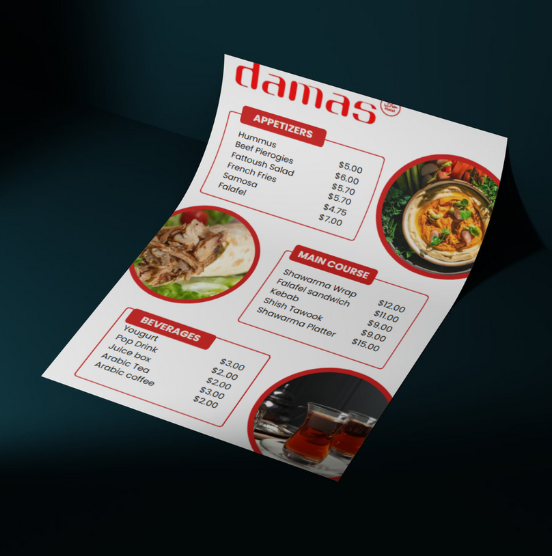 damas
APPETIZERS
Hummus $5.00
Beef Pierogies $6.00
Fattoush Salad $5.70
French Fries $5.70
Samosa $4.75
Falafel $7.00
MAIN COURSE
Shawarma Wrap $12.00
Falafel sandwich $11.00
Kebab $9.00
Shish Tawook $9.00
Shawarma Platter $15.00
BEVERAGES
Yougurt $3.00
Pop Drink $2.00
Juice box $2.00
Arabic Tea $3.00
Arabic coffee $2.00